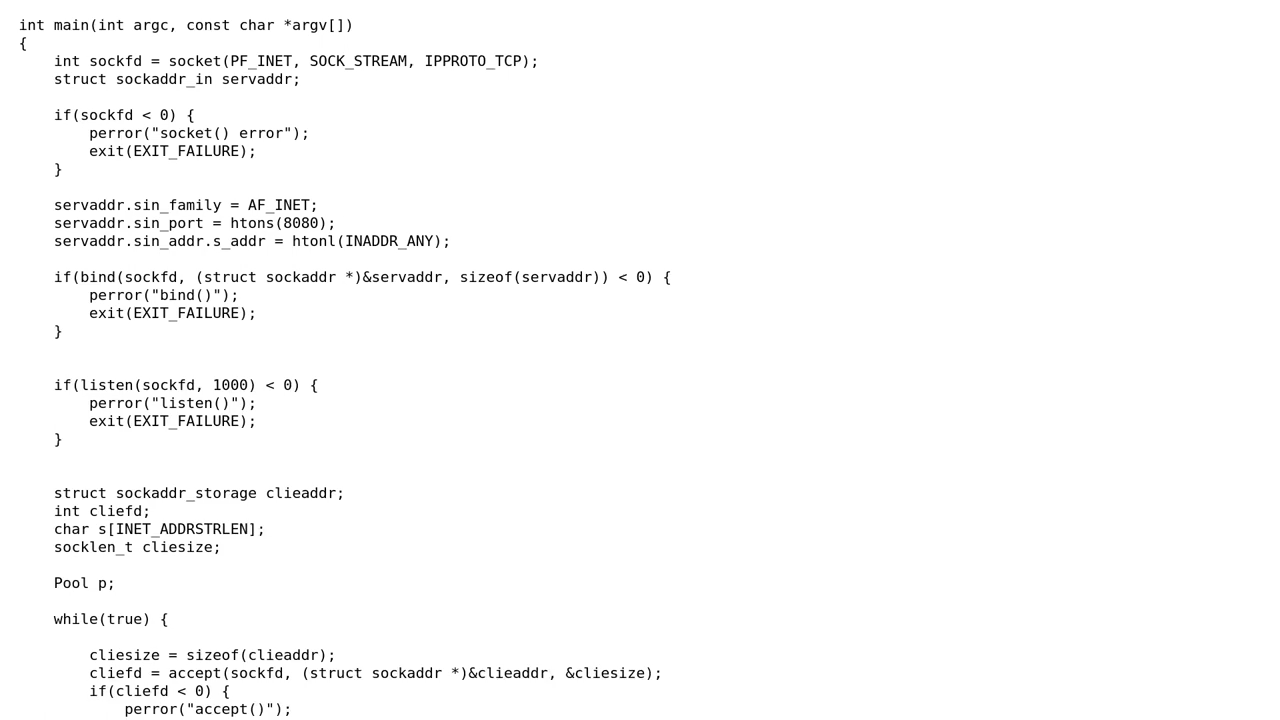 int main(int argc, const char *argv[])
{
    int sockfd = socket(PF_INET, SOCK_STREAM, IPPROTO_TCP);
    struct sockaddr_in servaddr;

    if(sockfd < 0) {
        perror("socket() error");
        exit(EXIT_FAILURE);
    }

    servaddr.sin_family = AF_INET;
    servaddr.sin_port = htons(8080);
    servaddr.sin_addr.s_addr = htonl(INADDR_ANY);

    if(bind(sockfd, (struct sockaddr *)&servaddr, sizeof(servaddr)) < 0) {
        perror("bind()");
        exit(EXIT_FAILURE);
    }


    if(listen(sockfd, 1000) < 0) {
        perror("listen()");
        exit(EXIT_FAILURE);
    }


    struct sockaddr_storage clieaddr;
    int cliefd;
    char s[INET_ADDRSTRLEN];
    socklen_t cliesize;

    Pool p;

    while(true) {

        cliesize = sizeof(clieaddr);
        cliefd = accept(sockfd, (struct sockaddr *)&clieaddr, &cliesize);
        if(cliefd < 0) {
            perror("accept()");